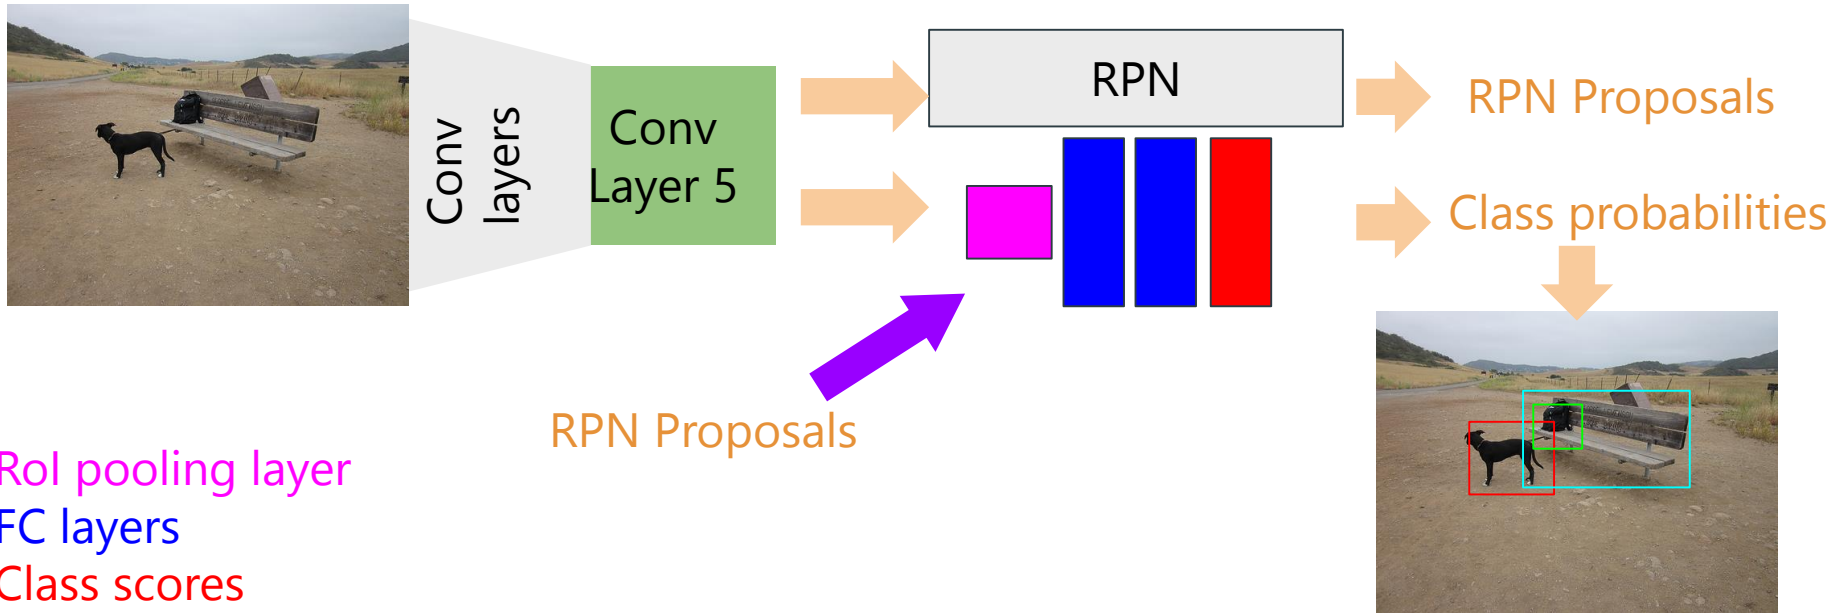 Conv
layers
Conv
Layer 5
RPN
RPN Proposals
Class probabilities
RPN Proposals
RoI pooling layer
FC layers
Class scores